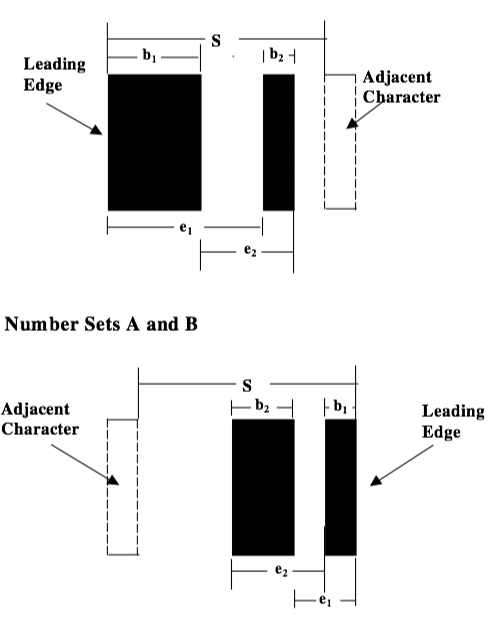 S
b₁
b₂
Leading
Edge
Adjacent
Character
e₁
e₂
Number Sets A and B
S
Adjacent
Character
b₂
b₁
Leading
Edge
e₂
e₁